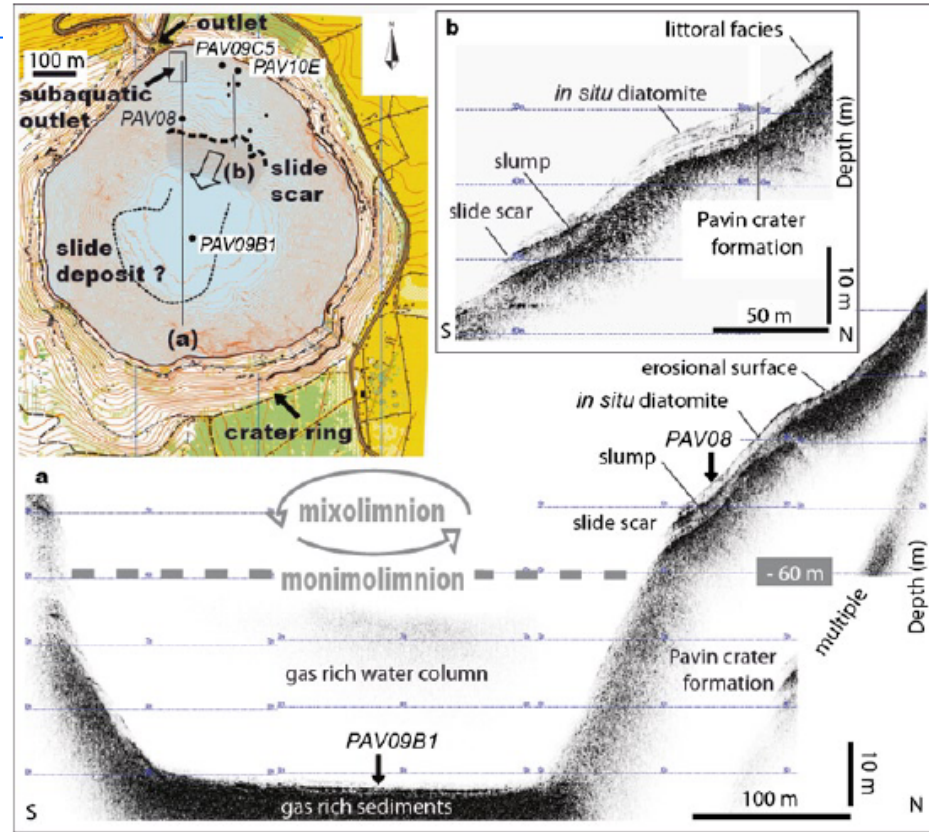 outlet
PAV09C5
100 m
PAV10E
N
subaquatic
outlet
PAV08
(b)
slide
scar
PAV09B1
slide
deposit ?
(a)
crater ring
b
littoral facies
in situ diatomite
slump
slide scar
Depth (m)
Pavin crater
formation
10 m
50 m
S
N
erosional surface
in situ diatomite
PAV08
slump
slide scar
a
mixolimnion
monimolimnion
- 60 m
Depth (m)
multiple
gas rich water column
Pavin crater
formation
PAV09B1
10 m
gas rich sediments
100 m
S
N